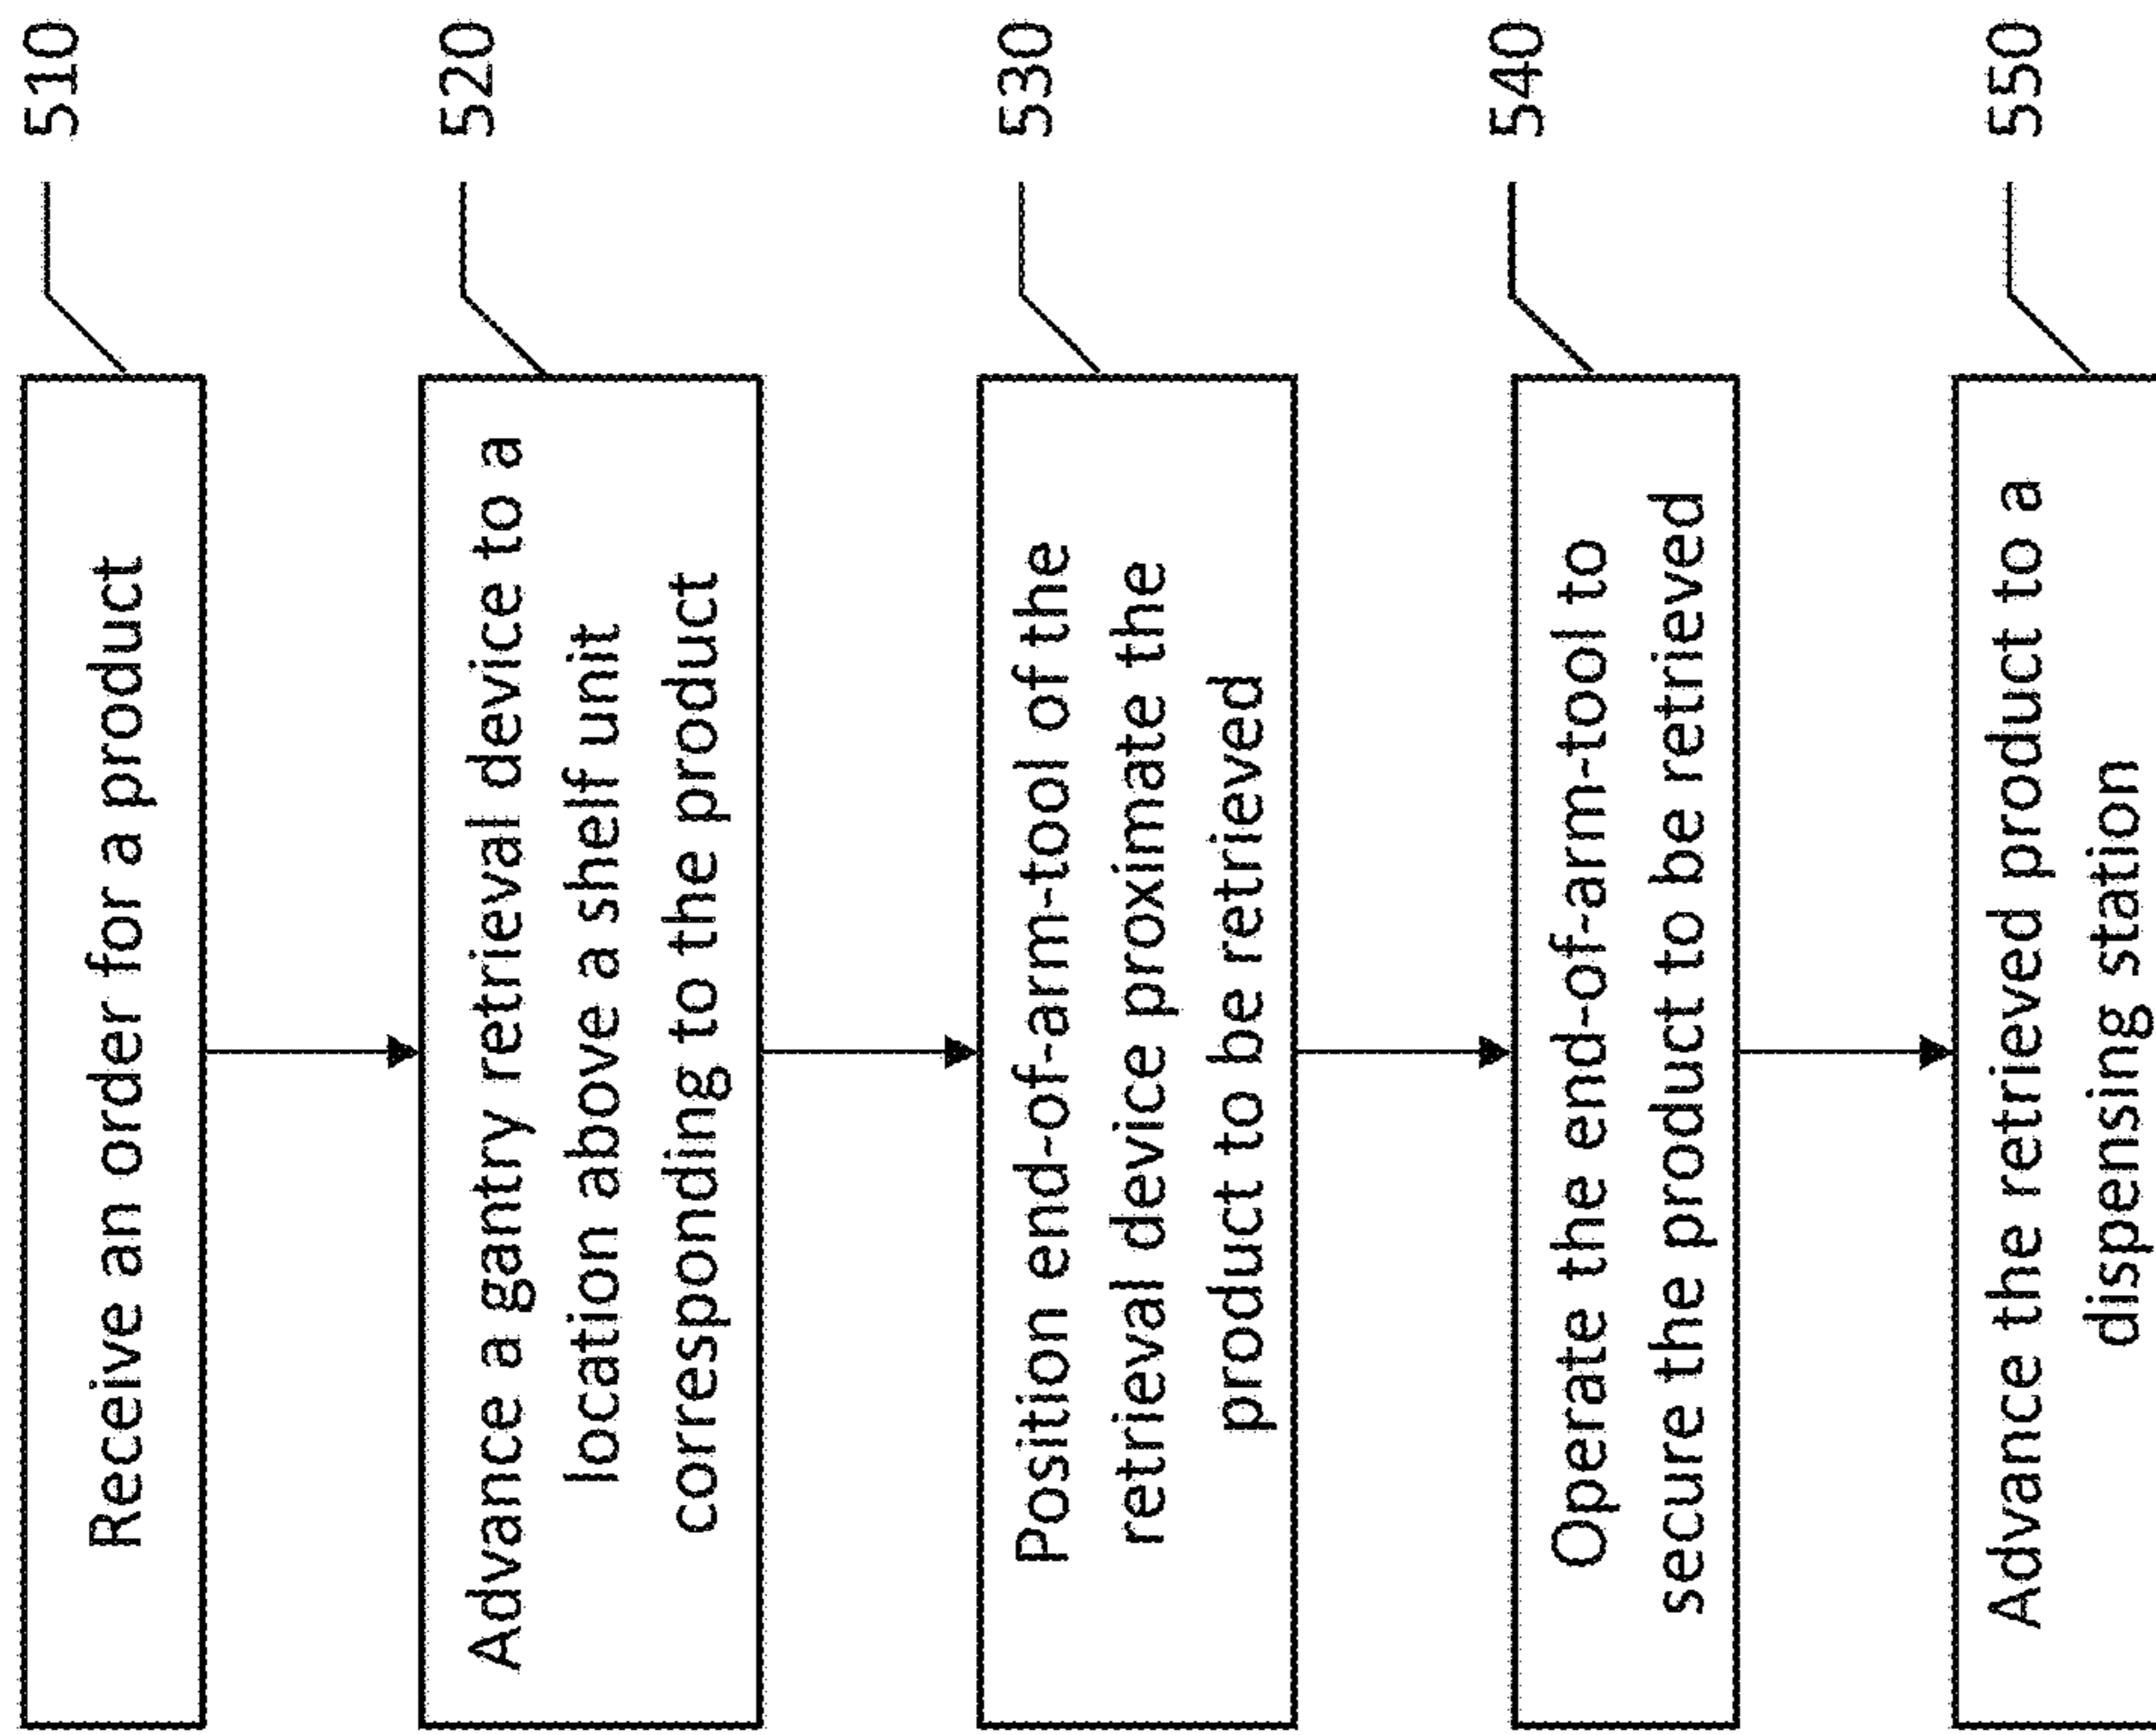 Receive an order for a product
510
Advance a gantry retrieval device to a
location above a shelf unit
corresponding to the product
520
Position end-of-arm-tool of the
retrieval device proximate the
product to be retrieved
530
Operate the end-of-arm-tool to
secure the product to be retrieved
540
Advance the retrieved product to a
dispensing station
550